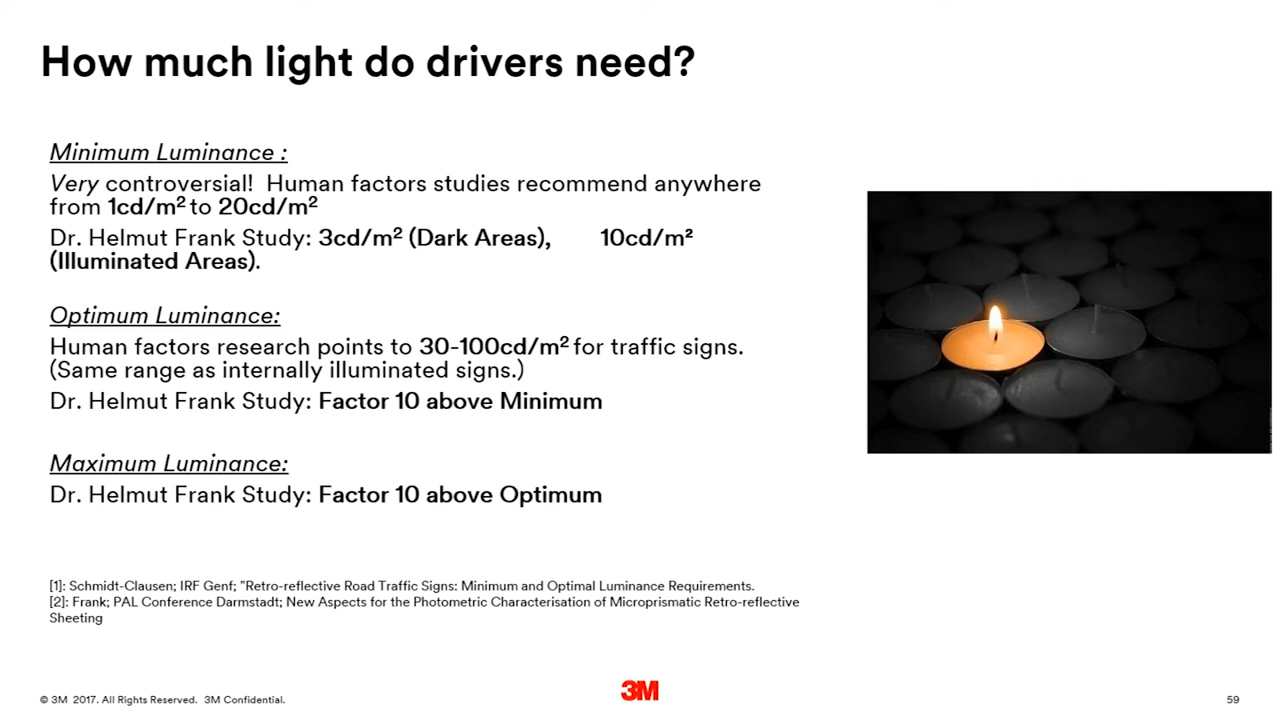 How much light do drivers need?
Minimum Luminance :
Very controversial! Human factors studies recommend anywhere
from 1cd/m² to 20cd/m²
Dr. Helmut Frank Study: 3cd/m² (Dark Areas), 10cd/m²
(Illuminated Areas).
Optimum Luminance:
Human factors research points to 30-100cd/m² for traffic signs.
(Same range as internally illuminated signs.)
Dr. Helmut Frank Study: Factor 10 above Minimum
Maximum Luminance:
Dr. Helmut Frank Study: Factor 10 above Optimum
[1]: Schmidt-Clausen; IRF Genf; "Retro-reflective Road Traffic Signs: Minimum and Optimal Luminance Requirements.
[2]: Frank; PAL Conference Darmstadt; New Aspects for the Photometric Characterisation of Microprismatic Retro-reflective
Sheeting
© 3M 2017. All Rights Reserved. 3M Confidential.
3M
59